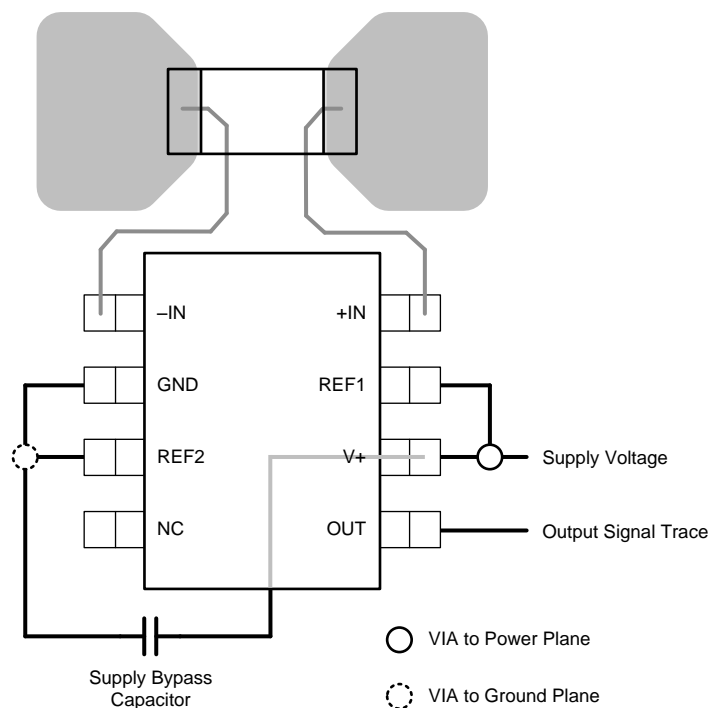 –IN
+IN
GND
REF1
REF2
V+
Supply Voltage
NC
OUT
Output Signal Trace
VIA to Power Plane
Supply Bypass
Capacitor
VIA to Ground Plane